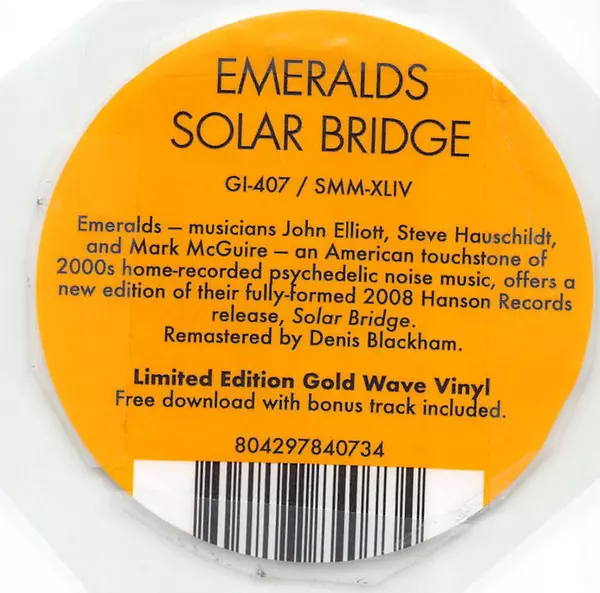 EMERALDS
SOLAR BRIDGE
GI-407 / SMM-XLIV
Emeralds – musicians John Elliott, Steve Hauschildt,
and Mark McGuire – an American touchstone of
2000s home-recorded psychedelic noise music, offers a
new edition of their fully-formed 2008 Hanson Records
release, Solar Bridge.
Remastered by Denis Blackham.
Limited Edition Gold Wave Vinyl
Free download with bonus track included.
804297840734